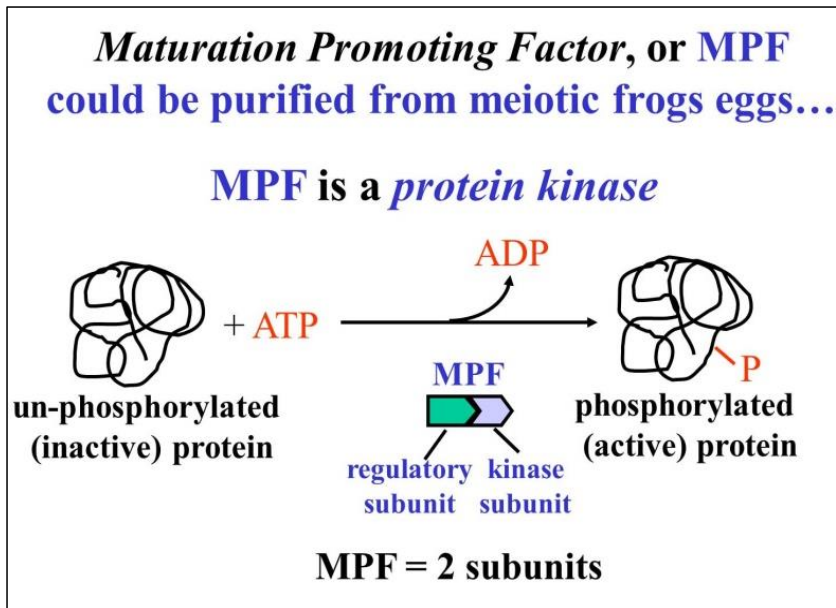 Maturation Promoting Factor, or MPF
could be purified from meiotic frogs eggs…
MPF is a protein kinase
ADP
+ ATP
P
MPF
un-phosphorylated
(inactive) protein
phosphorylated
(active) protein
regulatory
subunit
kinase
subunit
MPF = 2 subunits